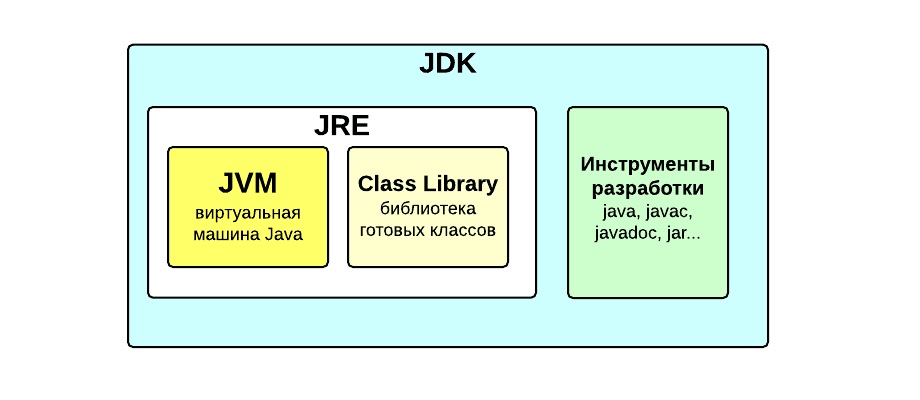 JDK
JRE
JVM
виртуальная
машина Java
Class Library
библиотека
готовых классов
Инструменты
разработки
java, javac,
javadoc, jar...